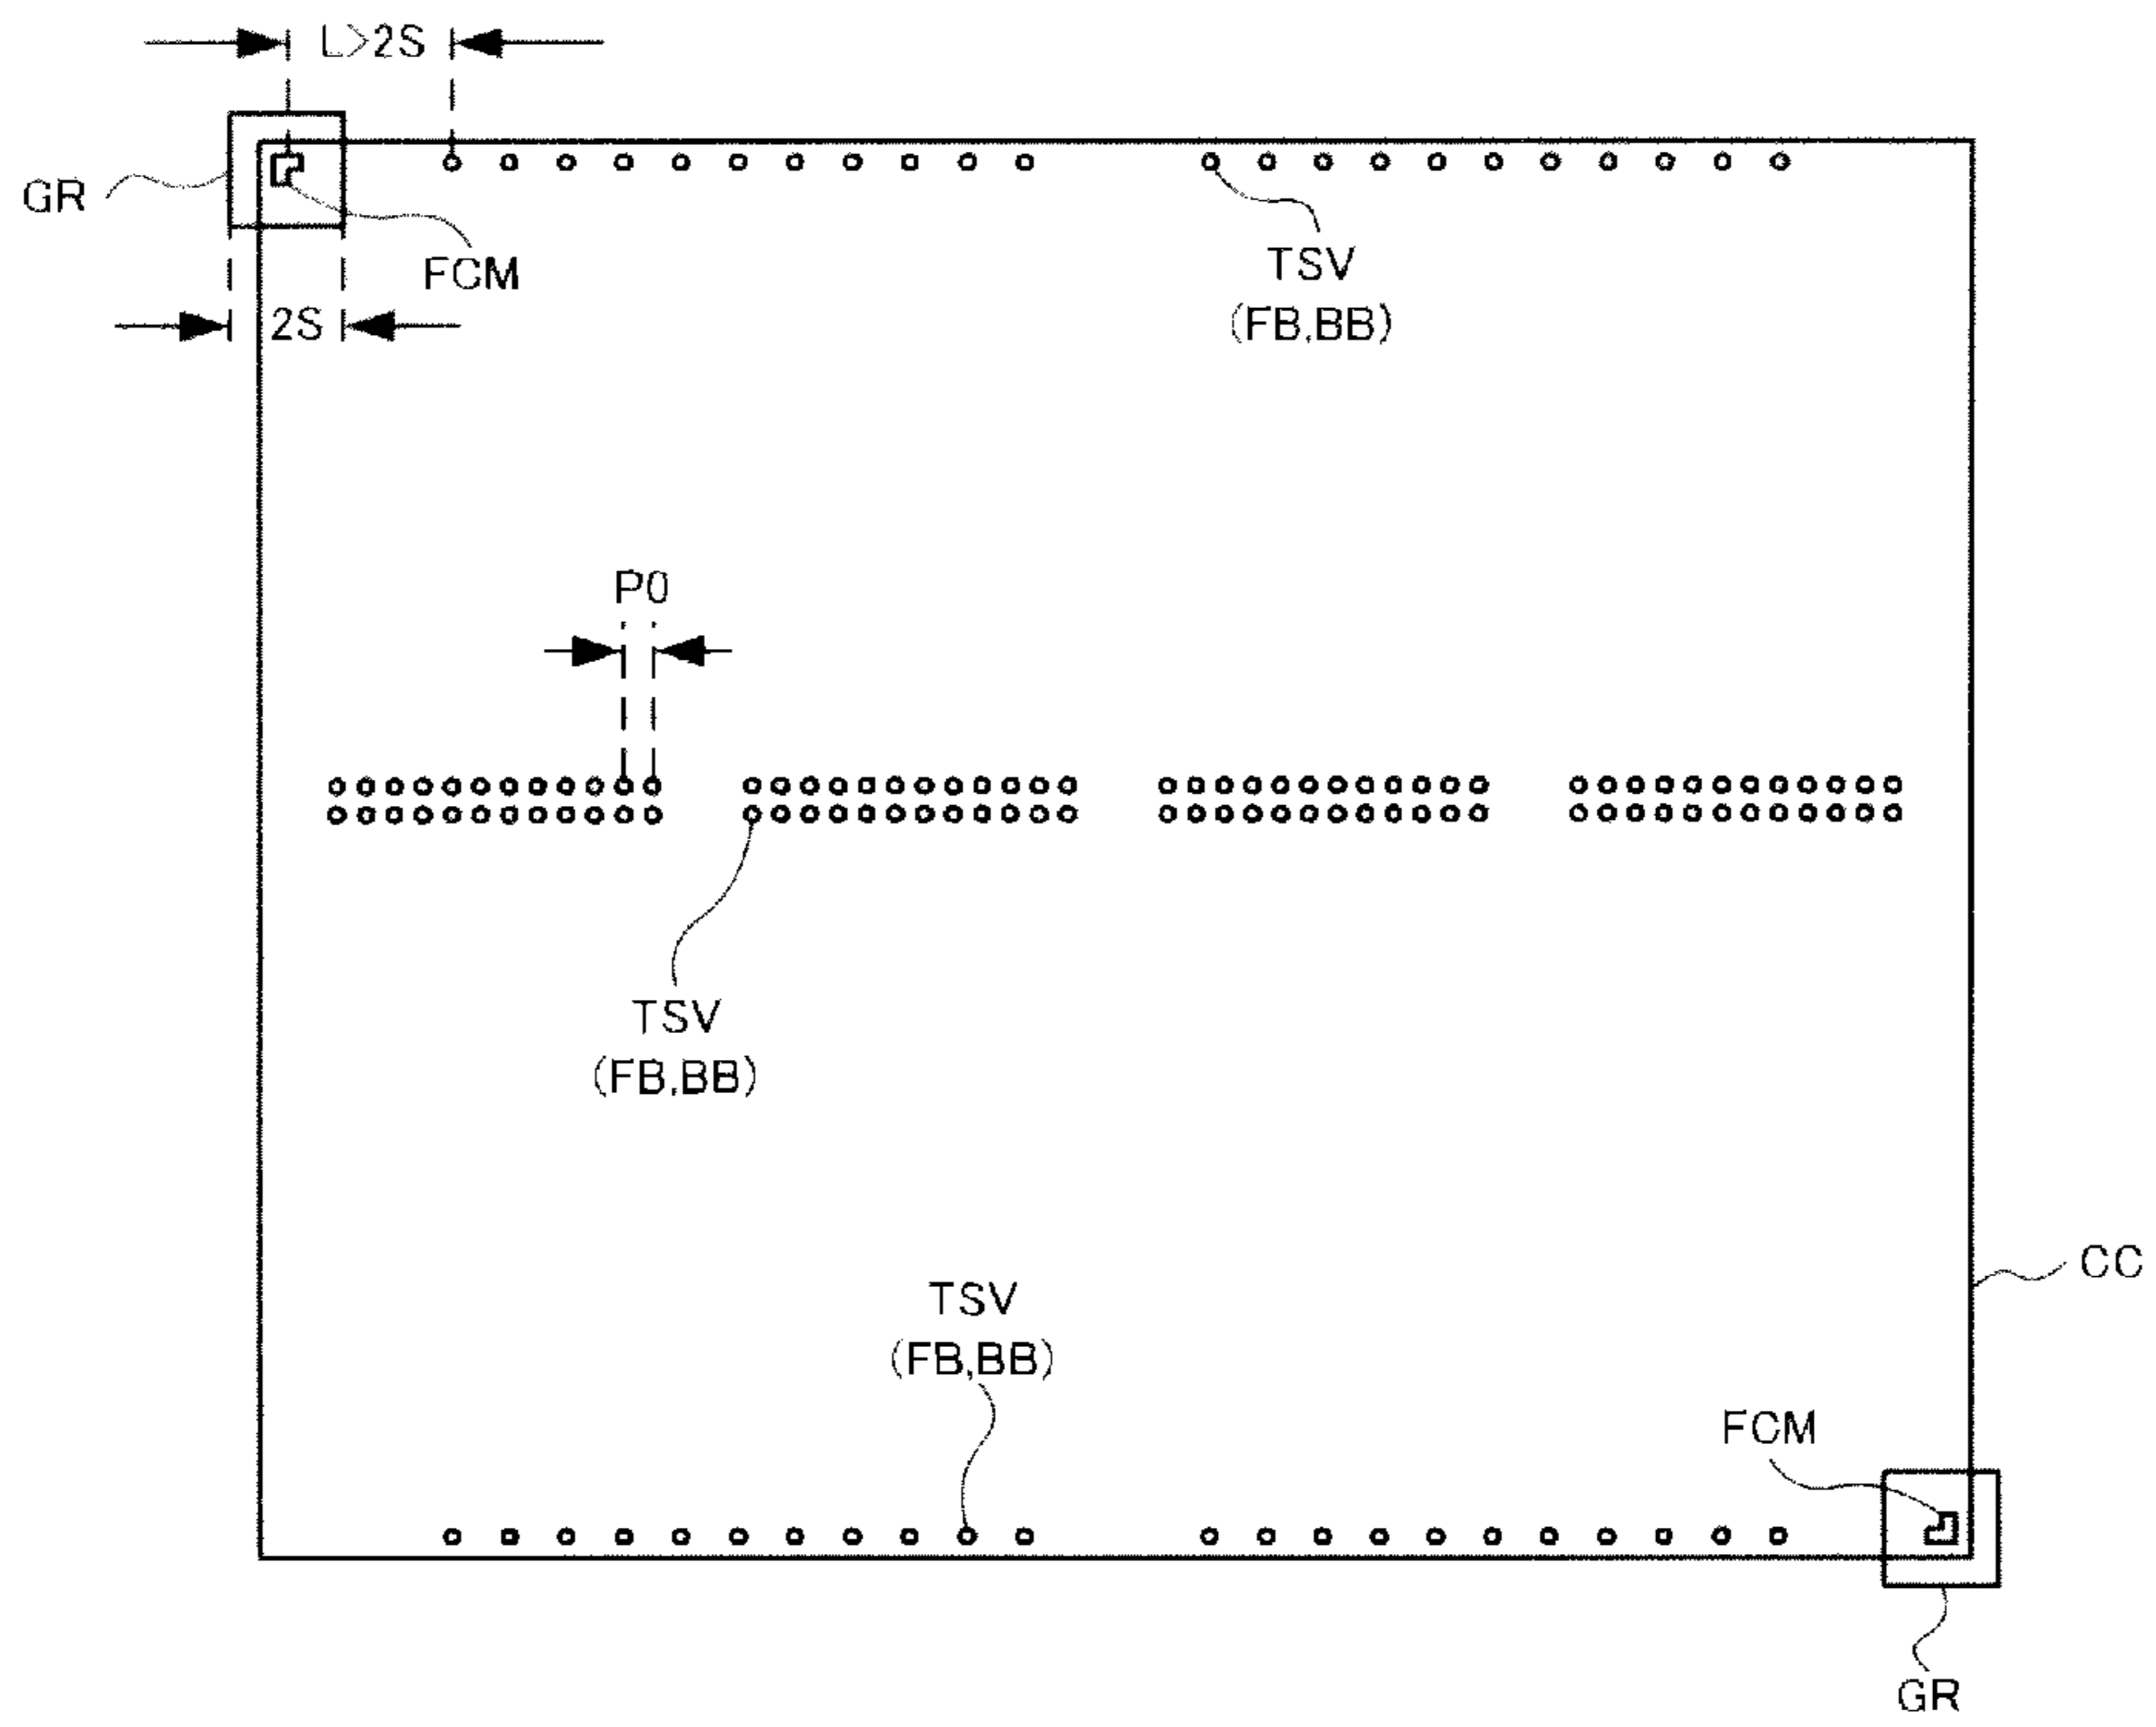 L>2S
GR
FCM
2S
TSV
(FB,BB)
P0
TSV
(FB,BB)
CC
TSV
(FB,BB)
FCM
GR